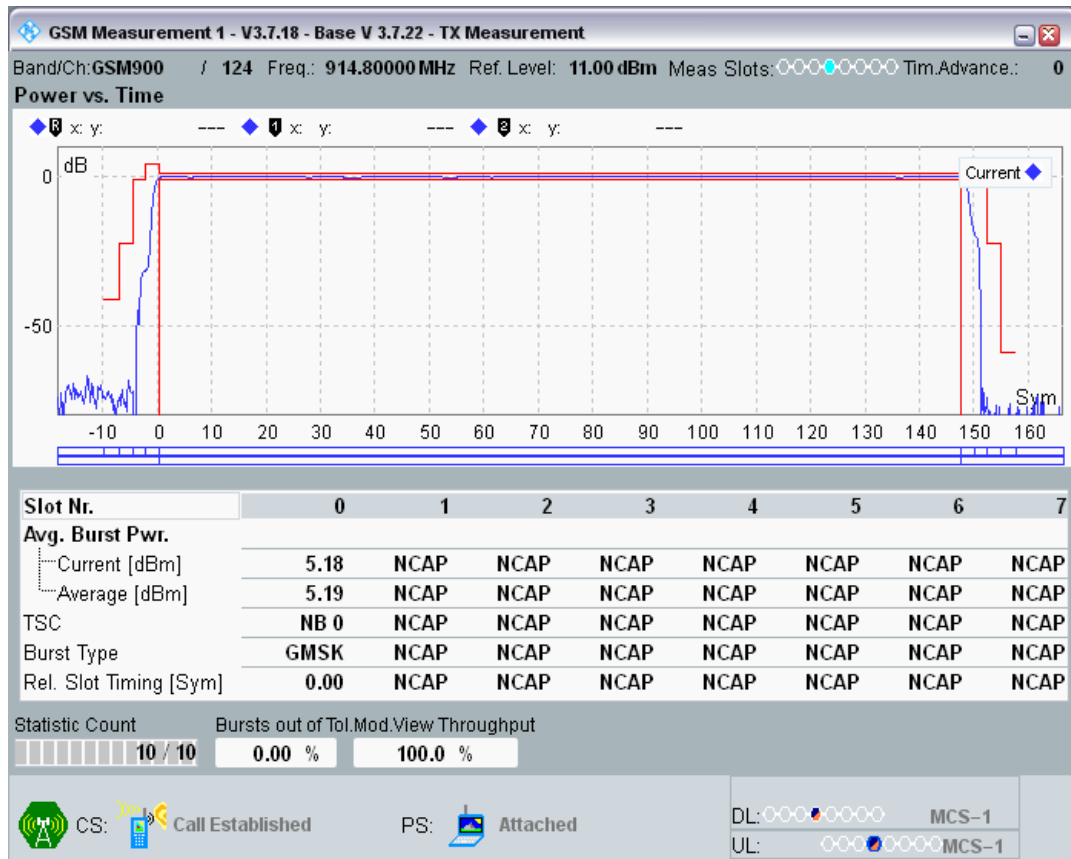 GSM Measurement 1 - V3.7.18 - Base V 3.7.22 - TX Measurement
Band/Ch:GSM900 / 124 Freq.: 914.80000 MHz Ref. Level: 11.00 dBm Meas Slots: Tim.Advance.: 0
Power vs. Time
R x: y: --- 1 x: y: --- 2 x: y: ---
dB
0
Current
-50
Sym
-10 0 10 20 30 40 50 60 70 80 90 100 110 120 130 140 150 160
Slot Nr. 0 1 2 3 4 5 6 7
Avg. Burst Pwr.
Current [dBm] 5.18 NCAP NCAP NCAP NCAP NCAP NCAP NCAP
Average [dBm] 5.19 NCAP NCAP NCAP NCAP NCAP NCAP NCAP
TSC NB 0 NCAP NCAP NCAP NCAP NCAP NCAP NCAP
Burst Type GMSK NCAP NCAP NCAP NCAP NCAP NCAP NCAP
Rel. Slot Timing [Sym] 0.00 NCAP NCAP NCAP NCAP NCAP NCAP NCAP
Statistic Count Bursts out of Tol.Mod.View Throughput
10 / 10 0.00 % 100.0 %
CS: Call Established PS: Attached
DL: MCS-1
UL: MCS-1